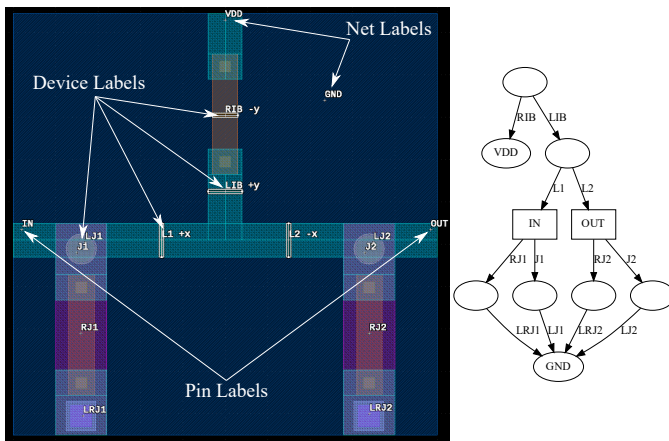 VDD
Net Labels
Device Labels
GND
RIB -y
LIB +y
IN
LJ1
J1
L1 +x
L2 -x
LJ2
J2
OUT
RJ1
RJ2
Pin Labels
LRJ1
LRJ2
RIB
LIB
VDD
L1
L2
IN
OUT
RJ1
J1
RJ2
J2
LRJ1
LJ1
LRJ2
LJ2
GND